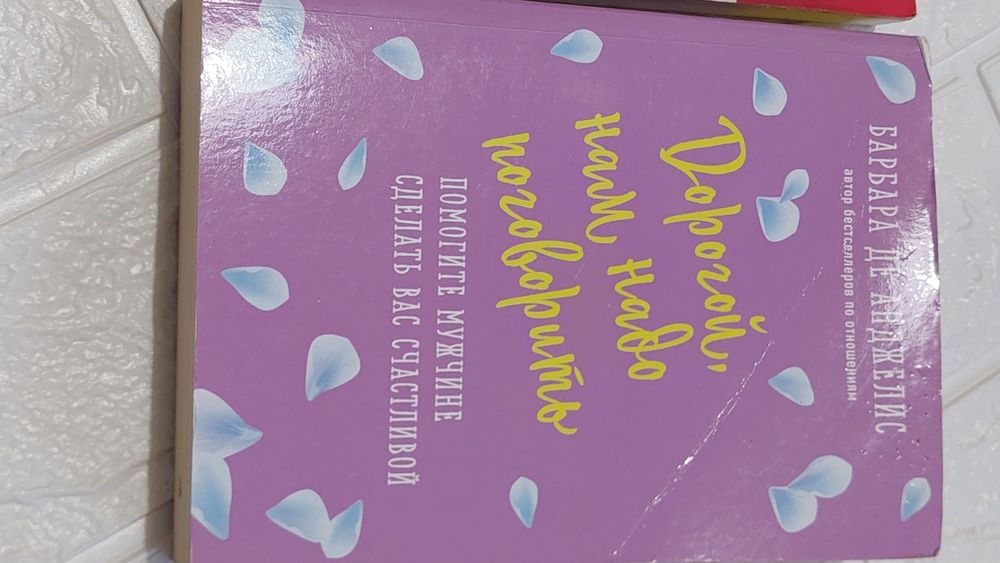 БАРБАРА ДЕ АНДЖЕЛИС
автор бестселлеров по отношениям
Дорогой,
нам надо
поговорить
ПОМОГИТЕ МУЖЧИНЕ
СДЕЛАТЬ ВАС СЧАСТЛИВОЙ